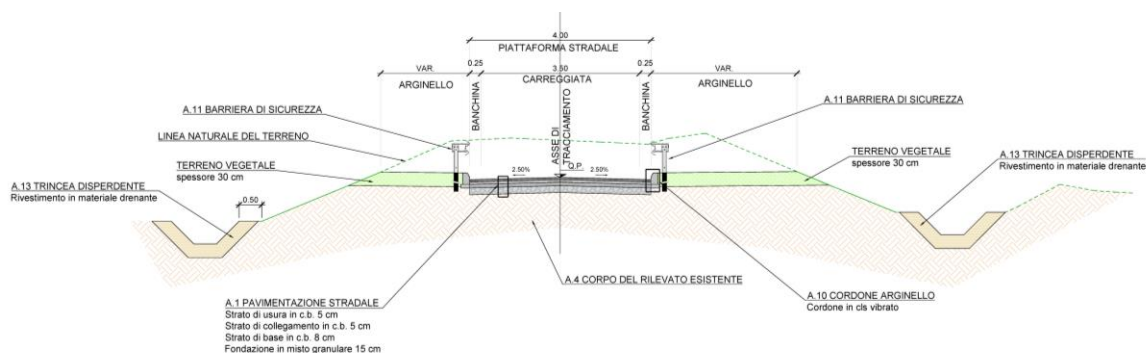 4.00
PIATTAFORMA STRADALE
VAR.
0.25
3.50
0.25
VAR.
ARGINELLO
CARREGGIATA
ARGINELLO
BANCHINA
ASSE DI
TRACCIAMENTO
BANCHINA
A.11 BARRIERA DI SICUREZZA
A.11 BARRIERA DI SICUREZZA
LINEA NATURALE DEL TERRENO
TERRENO VEGETALE
spessore 30 cm
Q.P.
2.50%
2.50%
TERRENO VEGETALE
spessore 30 cm
A.13 TRINCEA DISPERDENTE
Rivestimento in materiale drenante
A.13 TRINCEA DISPERDENTE
Rivestimento in materiale drenante
0.50
A.4 CORPO DEL RILEVATO ESISTENTE
A.1 PAVIMENTAZIONE STRADALE
Strato di usura in c.b. 5 cm
Strato di collegamento in c.b. 5 cm
Strato di base in c.b. 8 cm
Fondazione in misto granulare 15 cm
A.10 CORDONE ARGINELLO
Cordone in cls vibrato